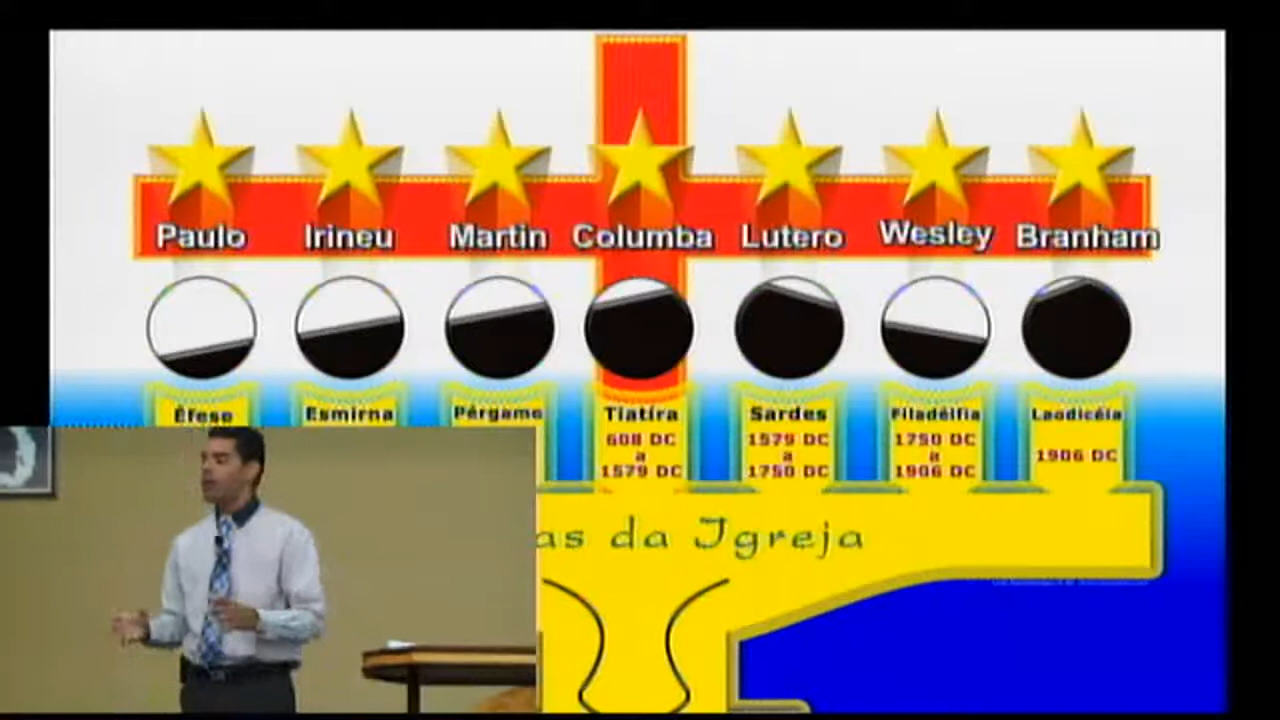 Paulo Irineu Martin Columba Lutero Wesley Branham
Éfeso Esmirna Pérgamo Tiatira Sardes Filadélfia Laodicéia
608 DC 1579 DC 1750 DC
a a a 1906 DC
1579 DC 1750 DC 1906 DC
as da Igreja